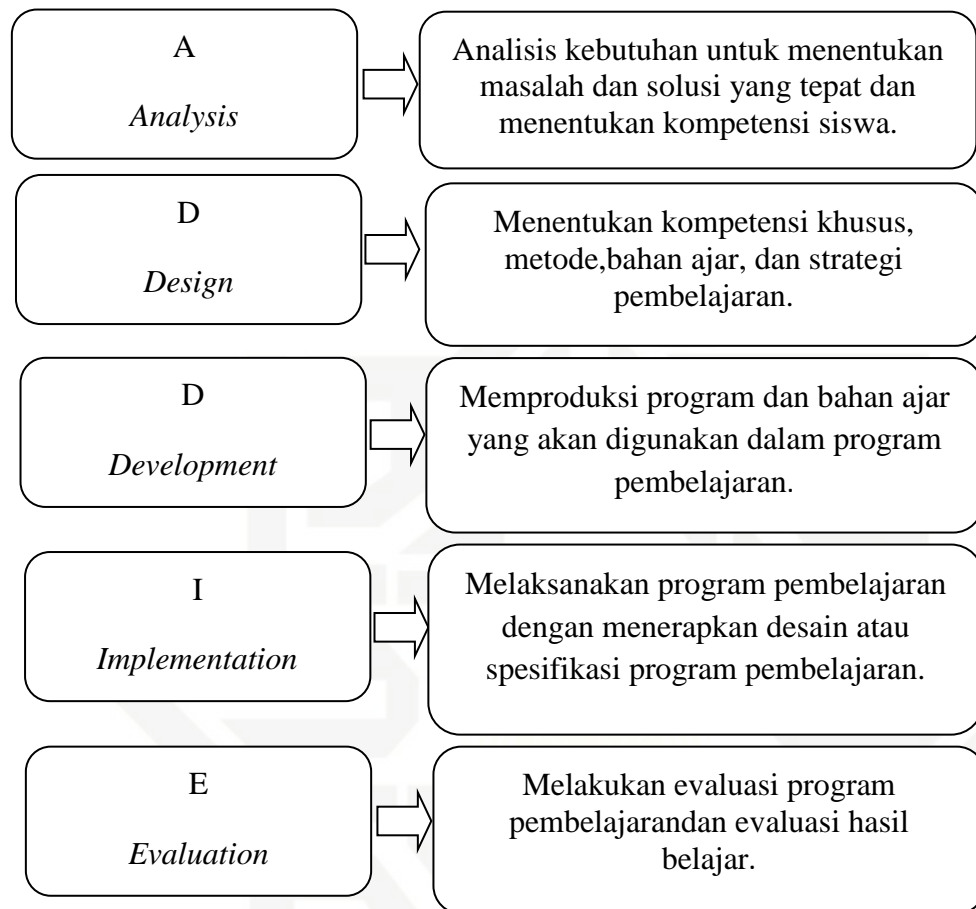 A
Analysis
Analisis kebutuhan untuk menentukan
masalah dan solusi yang tepat dan
menentukan kompetensi siswa.
D
Design
Menentukan kompetensi khusus,
metode,bahan ajar, dan strategi
pembelajaran.
D
Development
Memproduksi program dan bahan ajar
yang akan digunakan dalam program
pembelajaran.
I
Implementation
Melaksanakan program pembelajaran
dengan menerapkan desain atau
spesifikasi program pembelajaran.
E
Evaluation
Melakukan evaluasi program
pembelajarandan evaluasi hasil
belajar.